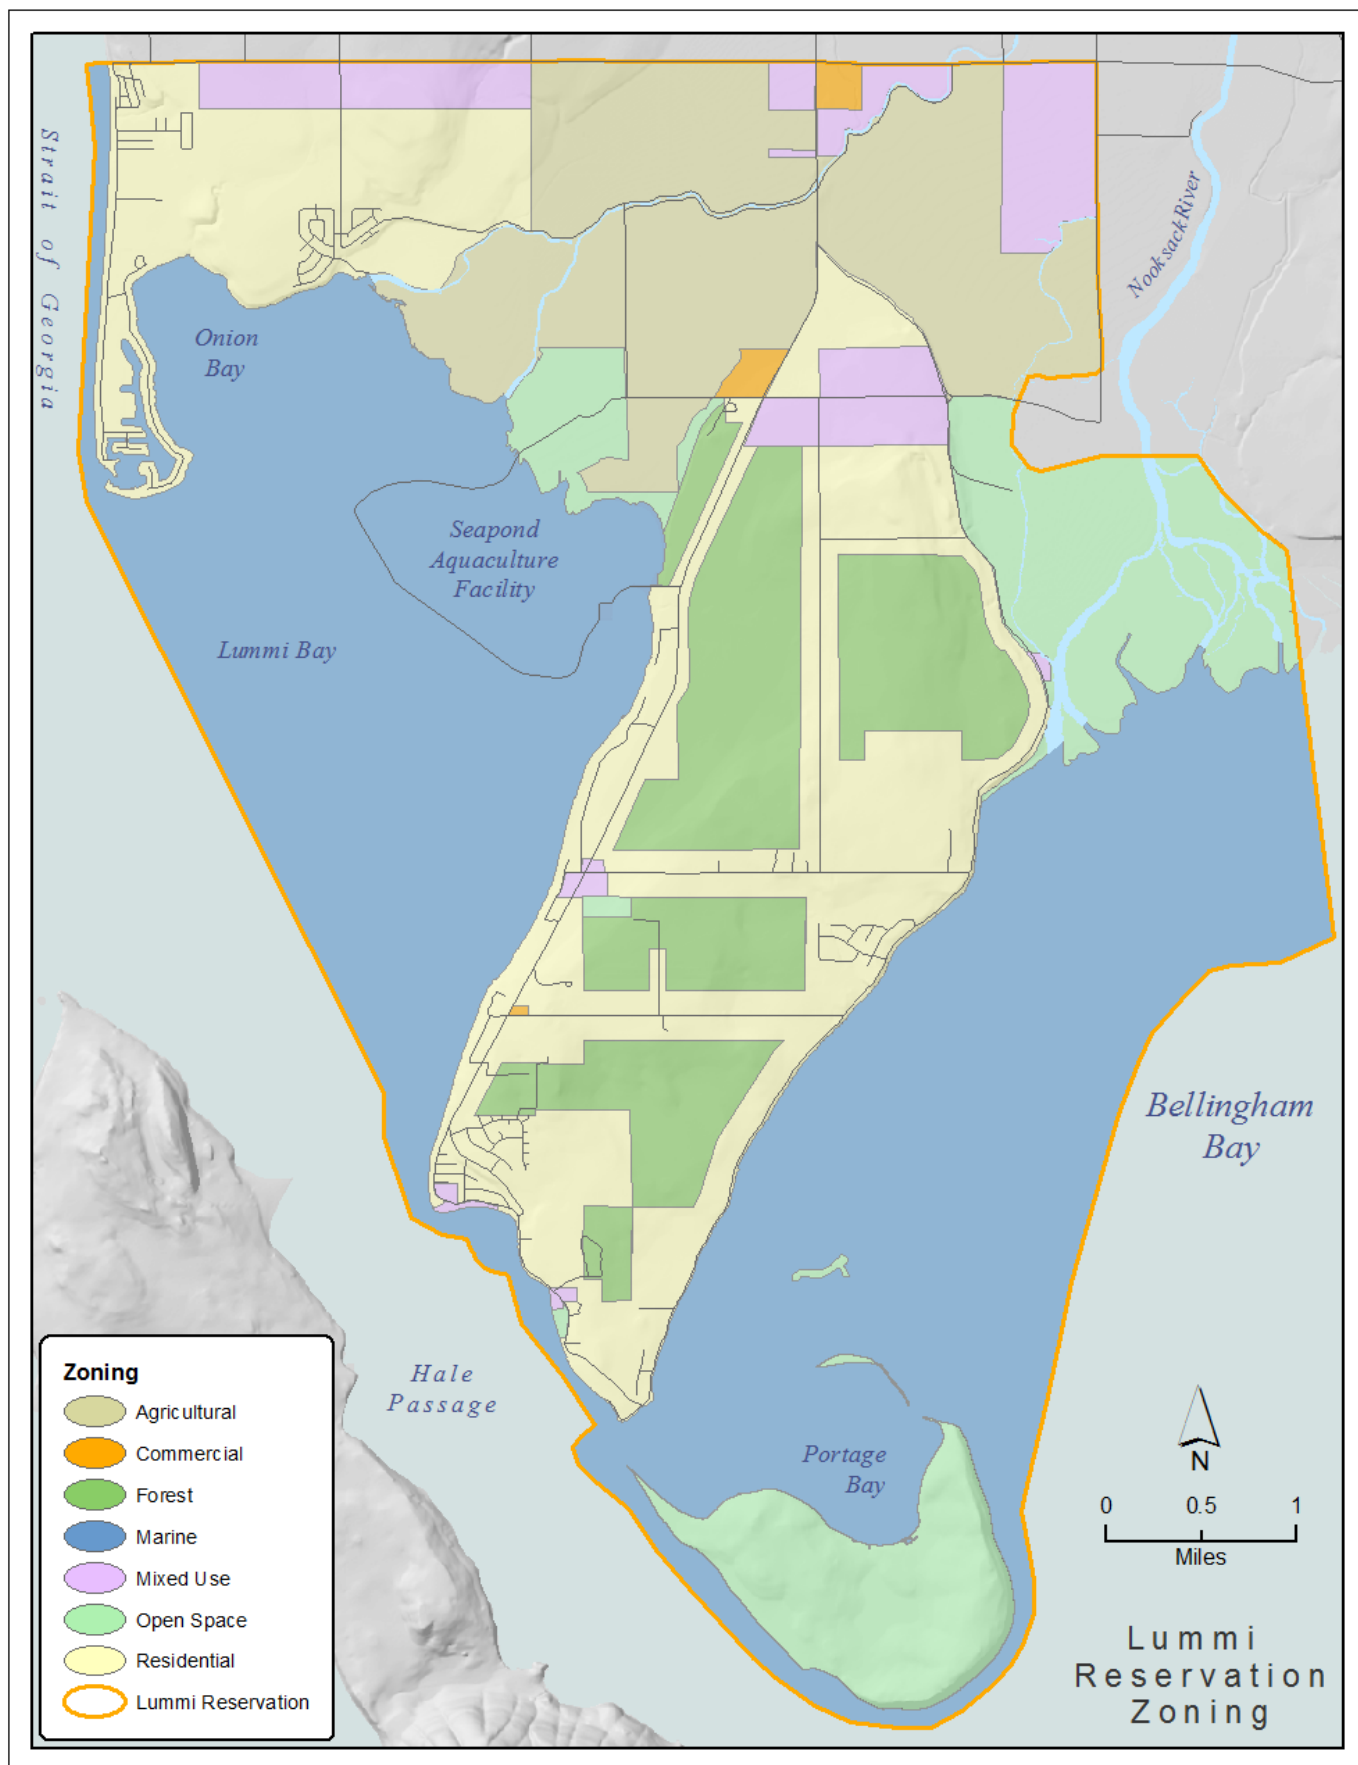 Strait of Georgia
Nooksack River
Onion
Bay
Seapond
Aquaculture
Facility
Lummi Bay
Bellingham
Bay
Hale
Passage
Portage
Bay
Zoning
Agricultural
Commercial
Forest
Marine
Mixed Use
Open Space
Residential
Lummi Reservation
N
0 0.5 1
Miles
Lummi
Reservation
Zoning